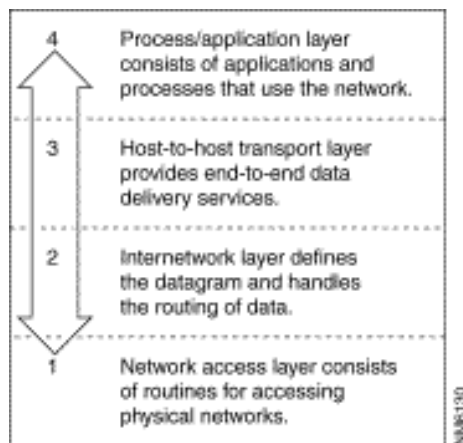 4 Process/application layer
consists of applications and
processes that use the network.
3 Host-to-host transport layer
provides end-to-end data
delivery services.
2 Internetwork layer defines
the datagram and handles
the routing of data.
1 Network access layer consists
of routines for accessing
physical networks.